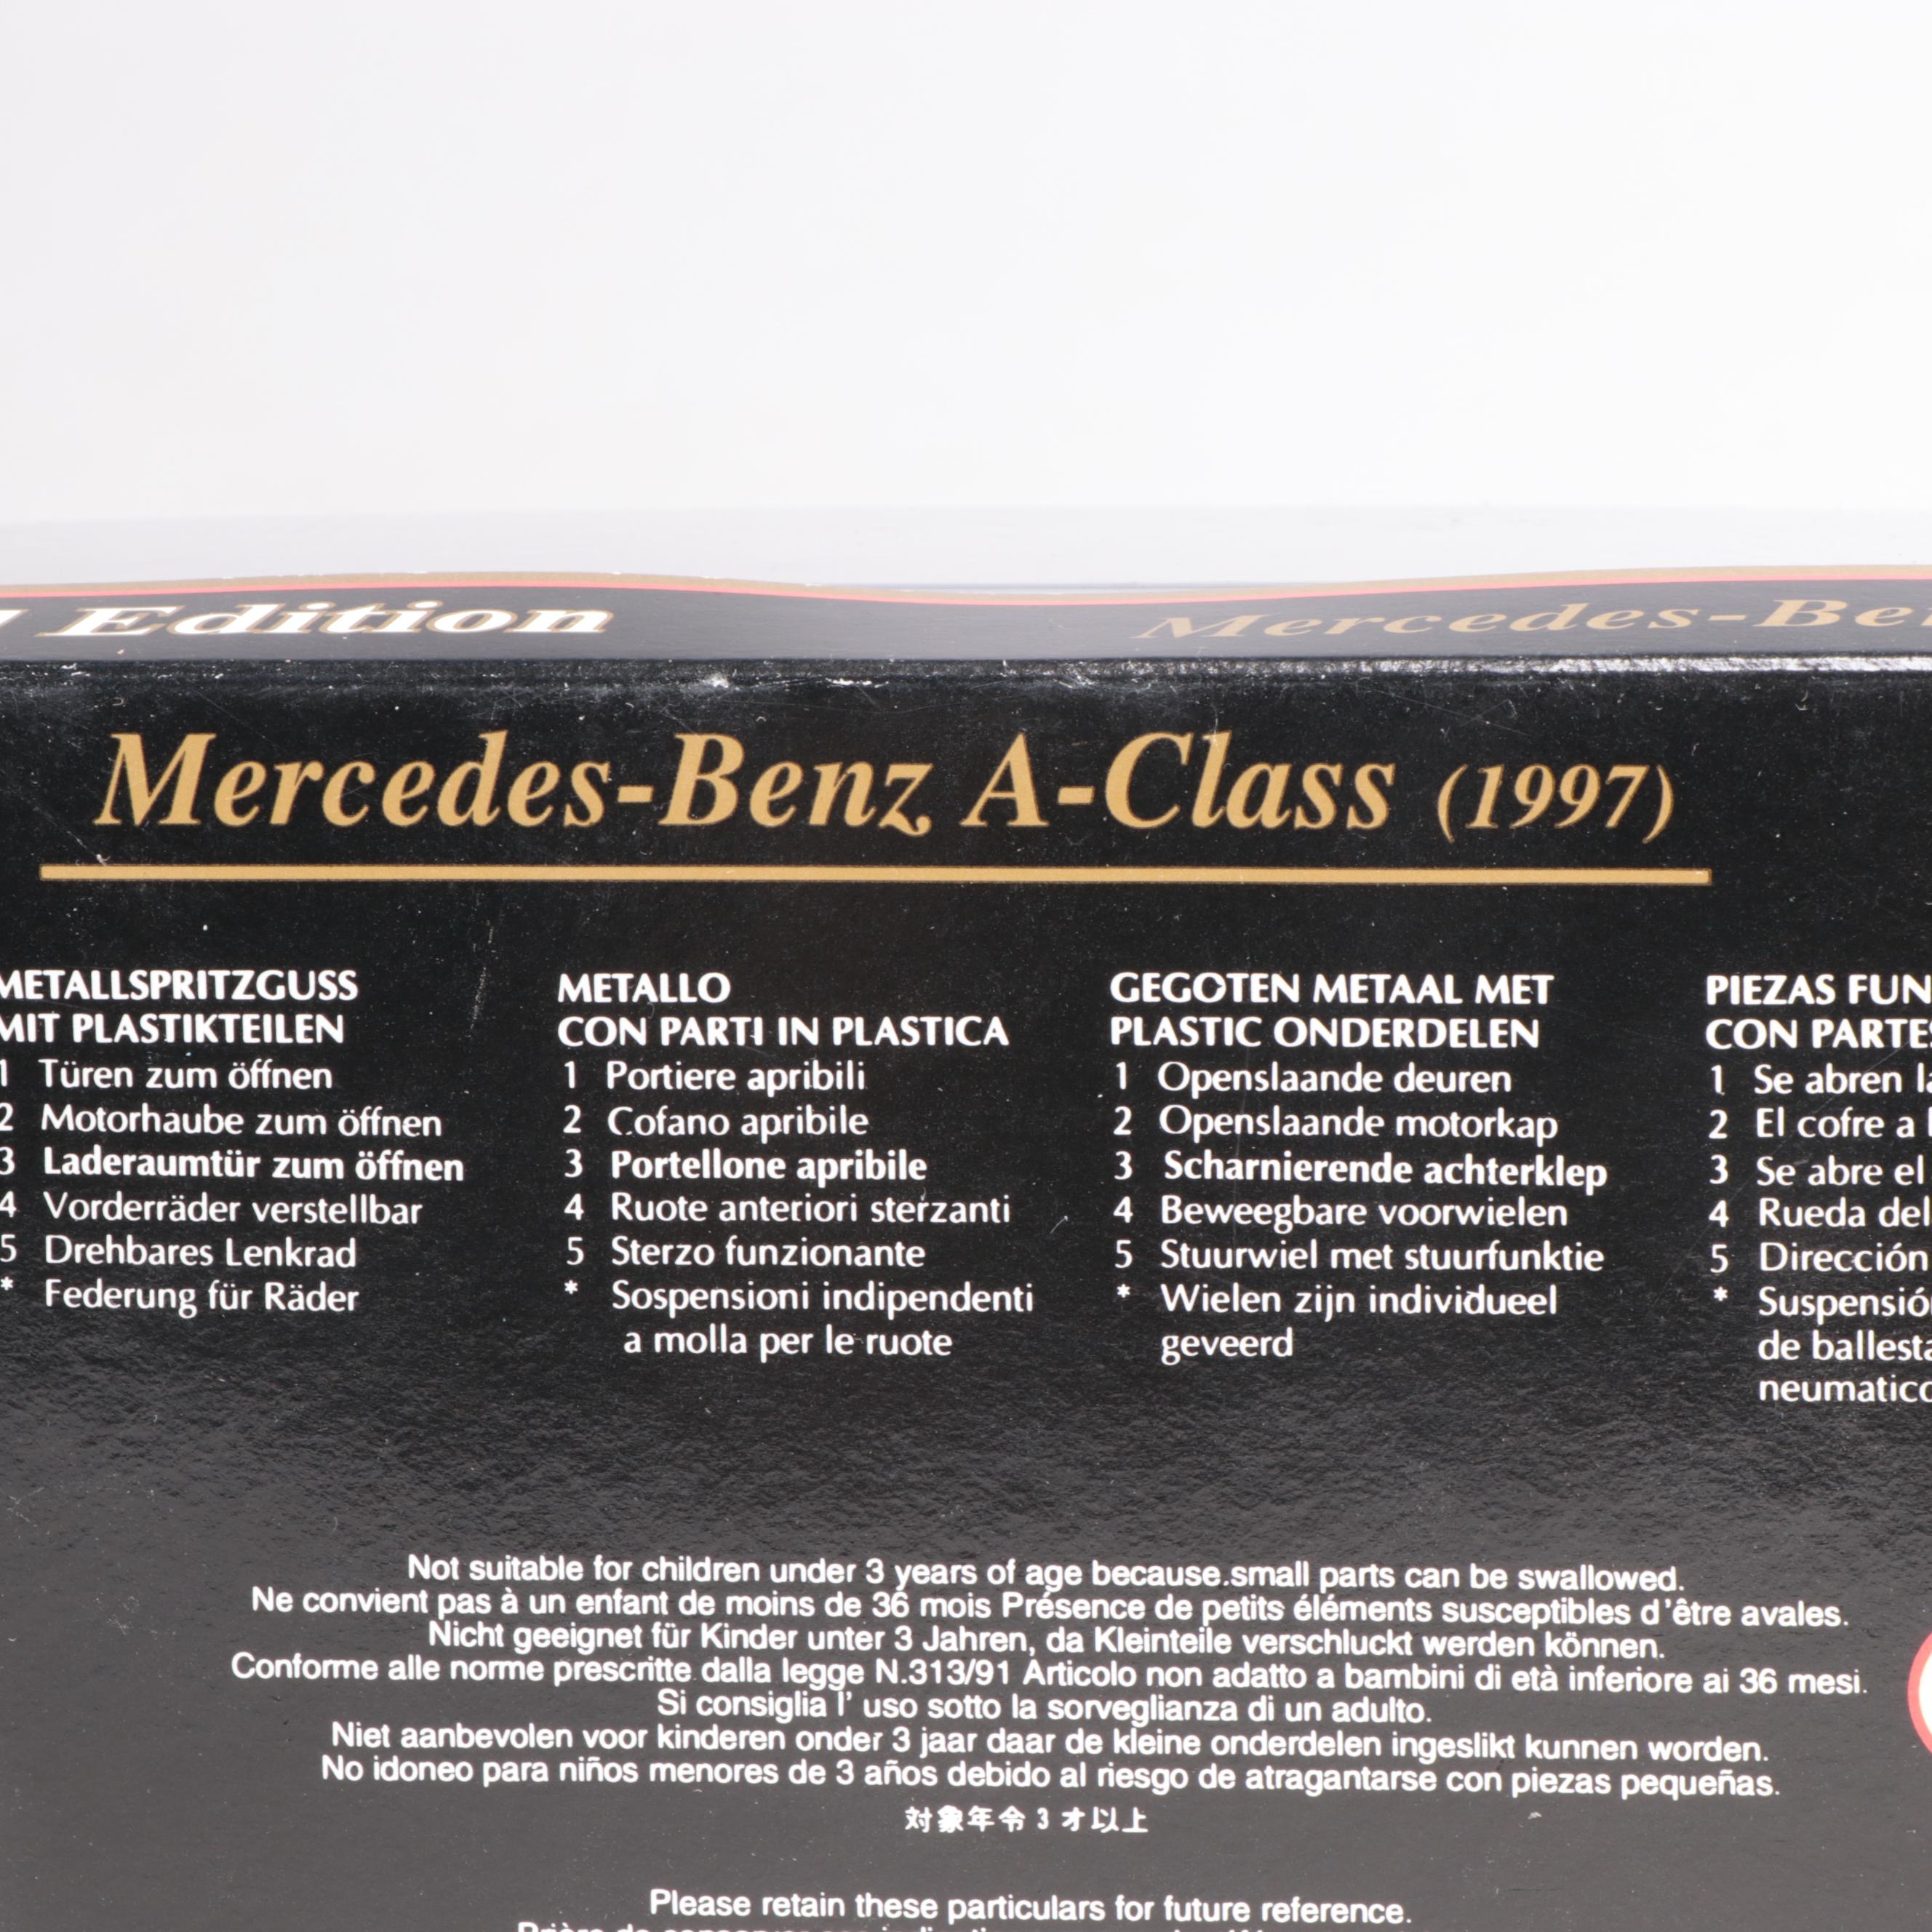 Edition
Mercedes-Ben
Mercedes-Benz A-Class (1997)
METALLSPRITZGUSS
MIT PLASTIKTEILEN
1 Türen zum öffnen
2 Motorhaube zum öffnen
3 Laderaumtür zum öffnen
4 Vorderräder verstellbar
5 Drehbares Lenkrad
* Federung für Räder
METALLO
CON PARTI IN PLASTICA
1 Portiere apribili
2 Cofano apribile
3 Portellone apribile
4 Ruote anteriori sterzanti
5 Sterzo funzionante
* Sospensioni indipendenti
a molla per le ruote
GEGOTEN METAAL MET
PLASTIC ONDERDELEN
1 Openslaande deuren
2 Openslaande motorkap
3 Scharnierende achterklep
4 Beweegbare voorwielen
5 Stuurwiel met stuurfunktie
* Wielen zijn individueel
geveerd
PIEZAS FUN
CON PARTES
1 Se abren la
2 El cofre a
3 Se abre el
4 Rueda del
5 Dirección
* Suspensión
de ballesta
neumatico
Not suitable for children under 3 years of age because.small parts can be swallowed.
Ne convient pas à un enfant de moins de 36 mois Présence de petits éléments susceptibles d'être avales.
Nicht geeignet für Kinder unter 3 Jahren, da Kleinteile verschluckt werden können.
Conforme alle norme prescritte dalla legge N.313/91 Articolo non adatto a bambini di età inferiore ai 36 mesi.
Si consiglia l' uso sotto la sorveglianza di un adulto.
Niet aanbevolen voor kinderen onder 3 jaar daar de kleine onderdelen ingeslikt kunnen worden.
No idoneo para niños menores de 3 años debido al riesgo de atragantarse con piezas pequeñas.
対象年令3才以上
Please retain these particulars for future reference.